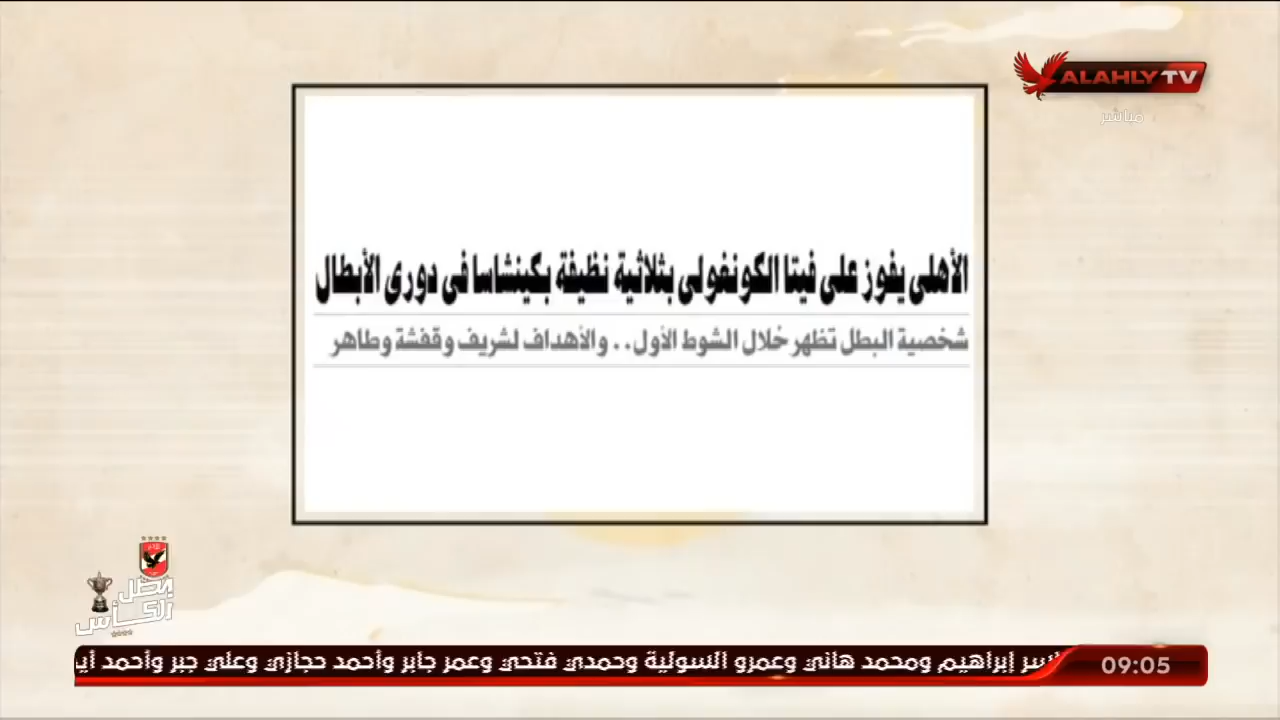 ALAHLY TV
مباشر
الأهلى يفوز على فيتا الكونغولى بثلاثية نظيفة بكينشاسا فى دورى الأبطال
شخصية البطل تظهر خلال الشوط الأول.. والأهداف لشريف وقفشة وطاهر
بطل
الكأس
إبراهيم ومحمد هاني وعمرو السولية وحمدي فتحي وعمر جابر وأحمد حجازي وعلي جبر وأحمد
09:05